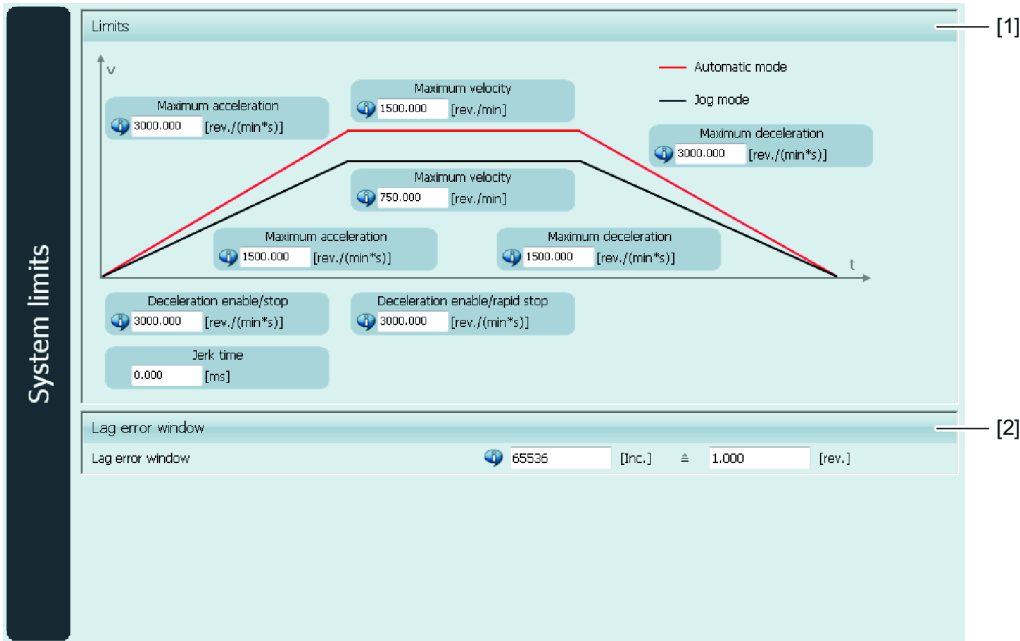 System limits
Limits
[1]
v
Automatic mode
Jog mode
Maximum acceleration
3000.000 [rev./(min*s)]
Maximum velocity
1500.000 [rev./min]
Maximum deceleration
3000.000 [rev./(min*s)]
Maximum velocity
750.000 [rev./min]
Maximum acceleration
1500.000 [rev./(min*s)]
Maximum deceleration
1500.000 [rev./(min*s)]
t
Deceleration enable/stop
3000.000 [rev./(min*s)]
Deceleration enable/rapid stop
3000.000 [rev./(min*s)]
Jerk time
0.000 [ms]
Lag error window
[2]
Lag error window 65536 [Inc.] ≙ 1.000 [rev.]